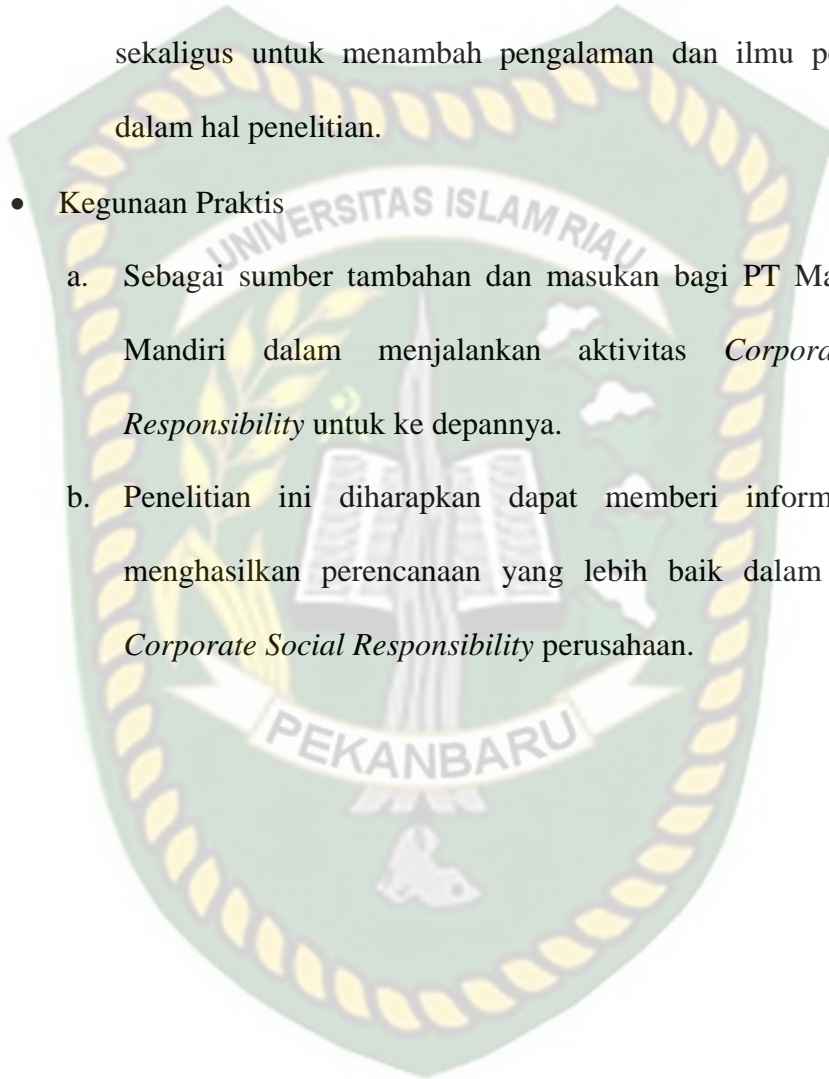 sekaligus untuk menambah pengalaman dan ilmu
dalam hal penelitian.
• Kegunaan Praktis
UNIVERSITAS ISLAM RIAU
a. Sebagai sumber tambahan dan masukan bagi PT
Mandiri dalam menjalankan aktivitas
Responsibility untuk ke depannya.
b. Penelitian ini diharapkan dapat memberi
menghasilkan perencanaan yang lebih baik dalam
Corporate Social Responsibility perusahaan.
PEKANBARU